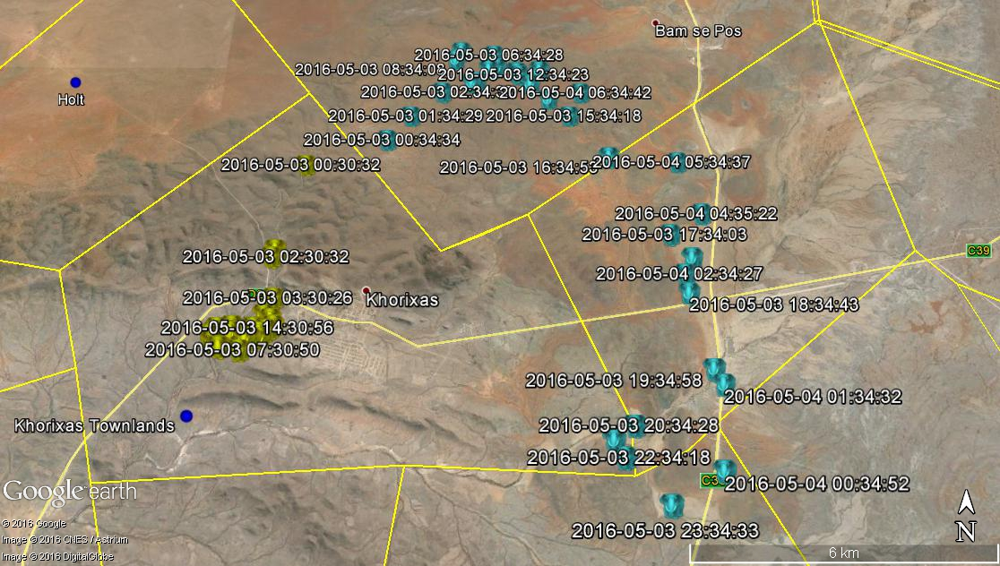 Bam se Pos
2016-05-03 06:34:28
2016-05-03 08:34:0
2016-05-03 12:34:23
Holt
2016-05-03 02:34:3
2016-05-04 06:34:42
2016-05-03 01:34:29
2016-05-03 15:34:18
2016-05-03 00:34:34
2016-05-03 00:30:32
2016-05-03 16:34:5
2016-05-04 05:34:37
2016-05-04 04:35:22
2016-05-03 17:34:03
C39
2016-05-03 02:30:32
2016-05-04 02:34:27
2016-05-03 03:30:26
Khorixas
2016-05-03 18:34:43
2016-05-03 14:30:56
2016-05-03 07:30:50
2016-05-03 19:34:58
2016-05-04 01:34:32
Khorixas Townlands
2016-05-03 20:34:28
2016-05-03 22:34:18
C3
2016-05-04 00:34:52
Google earth
© 2016 Google
2016-05-03 23:34:33
N
Image © 2016 CNES / Astrium
Image © 2016 DigitalGlobe
6 km